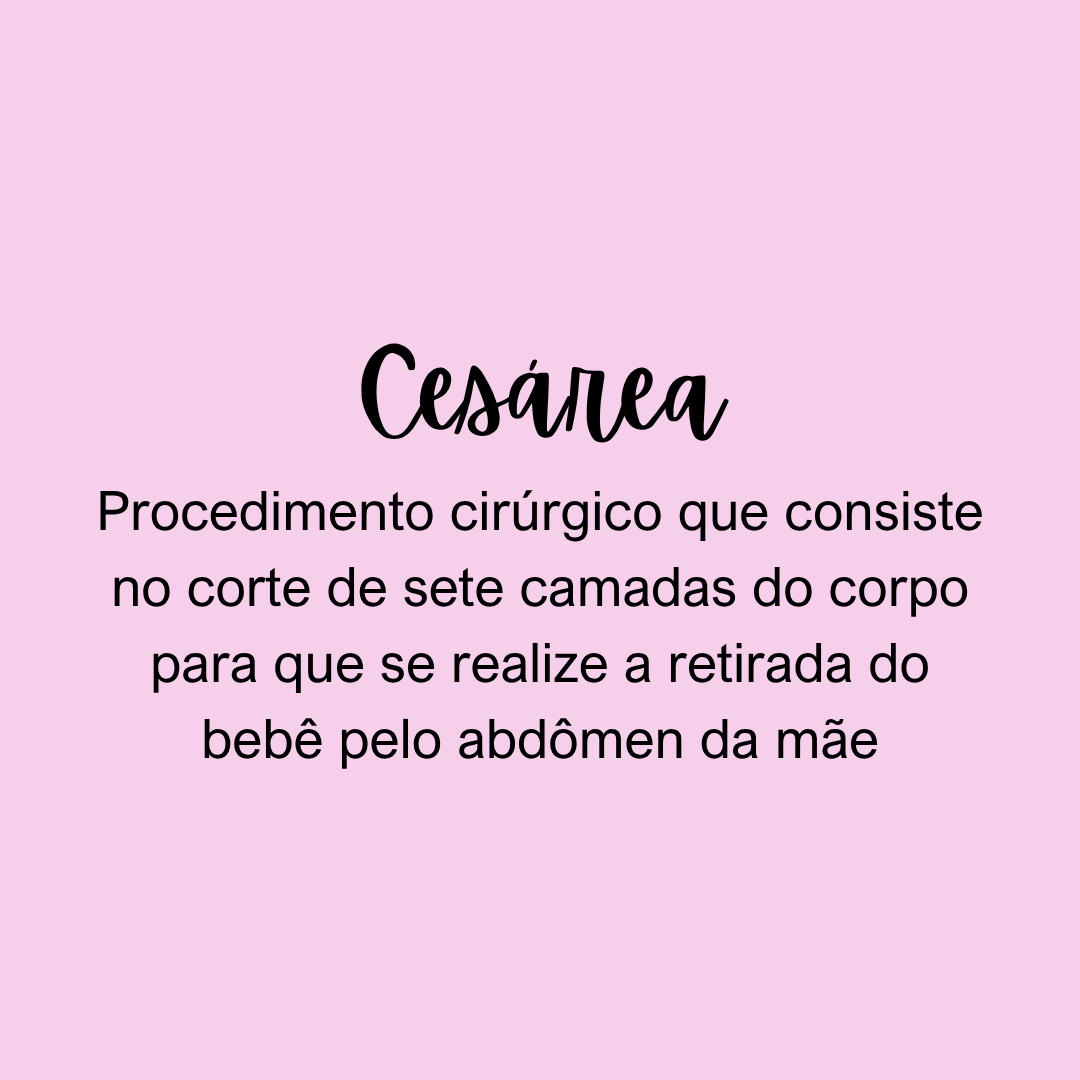 Cesárea
Procedimento cirúrgico que consiste
no corte de sete camadas do corpo
para que se realize a retirada do
bebê pelo abdômen da mãe